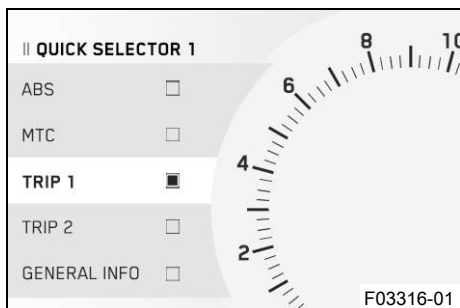 || QUICK SELECTOR 1
ABS
MTC
TRIP 1
TRIP 2
GENERAL INFO
2
4
6
8
10
F03316-01